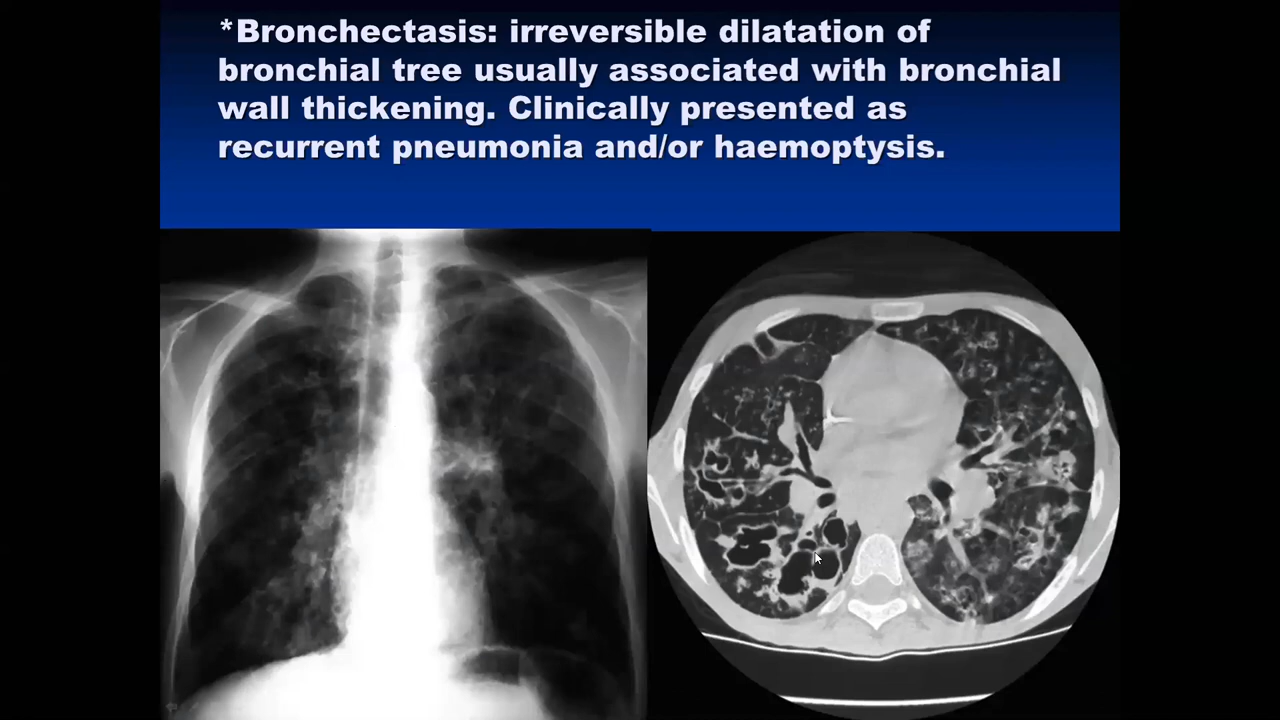 *Bronchectasis: irreversible dilatation of
bronchial tree usually associated with bronchial
wall thickening. Clinically presented as
recurrent pneumonia and/or haemoptysis.